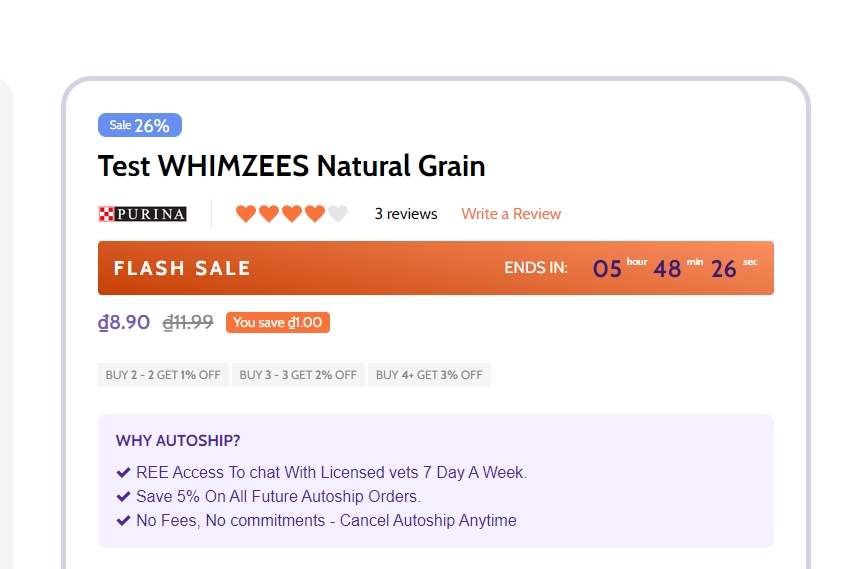 Sale 26%
Test WHIMZEES Natural Grain
PURINA 3 reviews Write a Review
FLASH SALE ENDS IN: 05 hour 48 min 26 sec
₫8.90 ₫11.99 You save ₫1.00
BUY 2 - 2 GET 1% OFF BUY 3 - 3 GET 2% OFF BUY 4+ GET 3% OFF
WHY AUTOSHIP?
REE Access To chat With Licensed vets 7 Day A Week.
Save 5% On All Future Autoship Orders.
No Fees, No commitments - Cancel Autoship Anytime